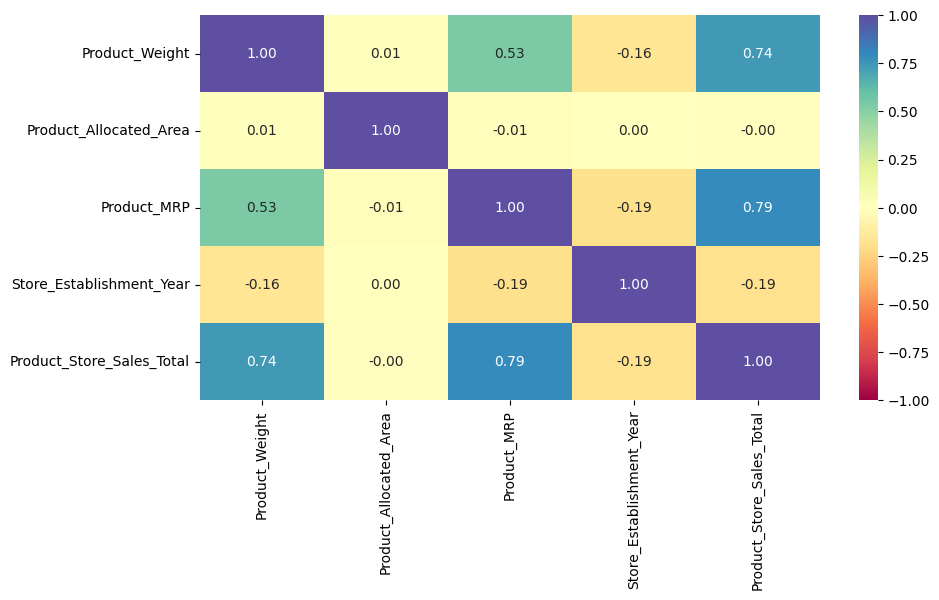 Product_Weight 1.00 0.01 0.53 -0.16 0.74
Product_Allocated_Area 0.01 1.00 -0.01 0.00 -0.00
Product_MRP 0.53 -0.01 1.00 -0.19 0.79
Store_Establishment_Year -0.16 0.00 -0.19 1.00 -0.19
Product_Store_Sales_Total 0.74 -0.00 0.79 -0.19 1.00
Product_Weight
Product_Allocated_Area
Product_MRP
Store_Establishment_Year
Product_Store_Sales_Total
1.00
0.75
0.50
0.25
0.00
-0.25
-0.50
-0.75
-1.00